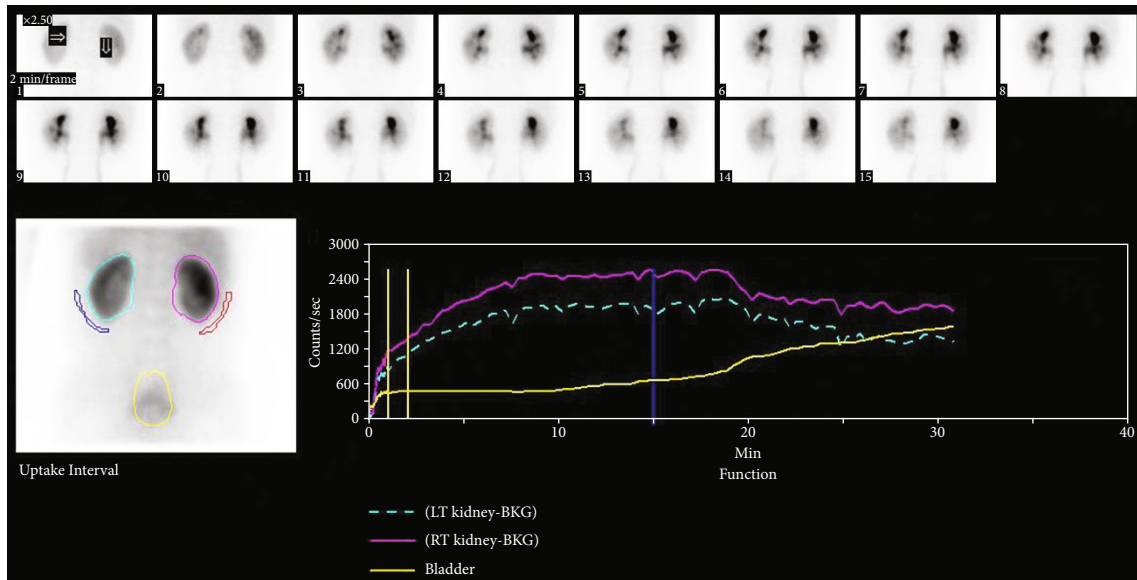 ×2.50
⇒
⇓
2 min/frame
1 2 3 4 5 6 7 8
9 10 11 12 13 14 15
3000
2400
1800
1200
600
0
Counts/sec
0 10 20 30 40
Min
Function
Uptake Interval
(LT kidney-BKG)
(RT kidney-BKG)
Bladder